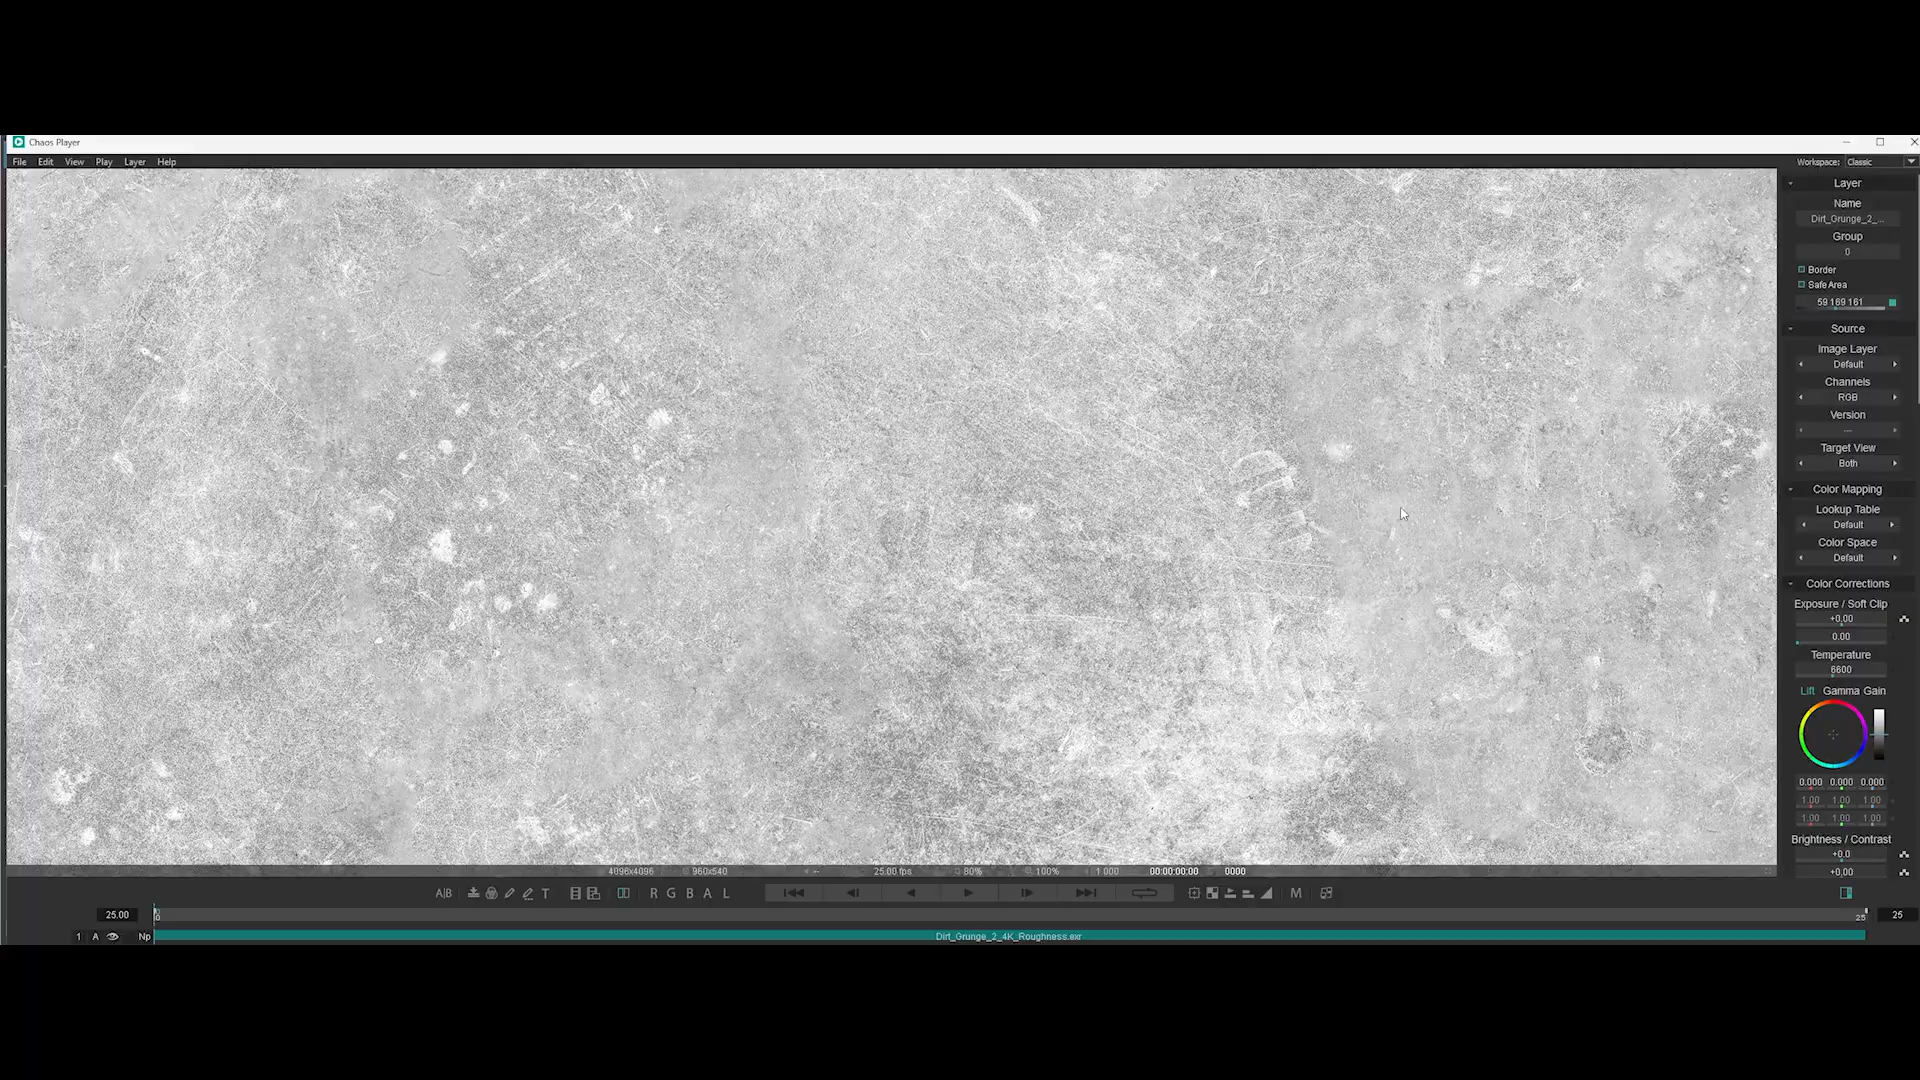 Chaos Player
File Edit View Play Layer Help
Workspace: Classic
Layer
Name
Dirt_Grunge_2_...
Group
0
Border
Safe Area
59 169 161
Source
Image Layer
Default
Channels
RGB
Version
---
Target View
Both
Color Mapping
Lookup Table
Default
Color Space
Default
Color Corrections
Exposure / Soft Clip
+0.00
0.00
Temperature
6600
Lift Gamma Gain
0.000 0.000 0.000
1.00 1.00 1.00
1.00 1.00 1.00
Brightness / Contrast
+0.0
+0.00
4096x4096 960x540 25.00 fps 80% 100% 1 000 00:00:00:00 0000
A|B T R G B A L M
25.00 0 25 25
1 A Np Dirt_Grunge_2_4K_Roughness.exr